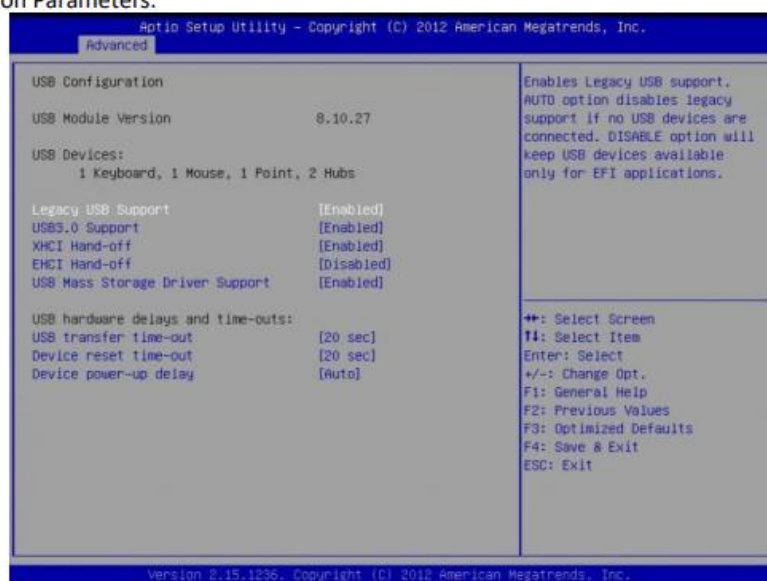 on Parameters.
Aptio Setup Utility – Copyright (C) 2012 American Megatrends, Inc.
Advanced
USB Configuration
USB Module Version 8.10.27
USB Devices:
1 Keyboard, 1 Mouse, 1 Point, 2 Hubs
Legacy USB Support [Enabled]
USB3.0 Support [Enabled]
XHCI Hand-off [Enabled]
EHCI Hand-off [Disabled]
USB Mass Storage Driver Support [Enabled]
USB hardware delays and time-outs:
USB transfer time-out [20 sec]
Device reset time-out [20 sec]
Device power-up delay [Auto]
Enables Legacy USB support.
AUTO option disables legacy
support if no USB devices are
connected. DISABLE option will
keep USB devices available
only for EFI applications.
→←: Select Screen
↑↓: Select Item
Enter: Select
+/-: Change Opt.
F1: General Help
F2: Previous Values
F3: Optimized Defaults
F4: Save & Exit
ESC: Exit
Version 2.15.1236. Copyright (C) 2012 American Megatrends, Inc.